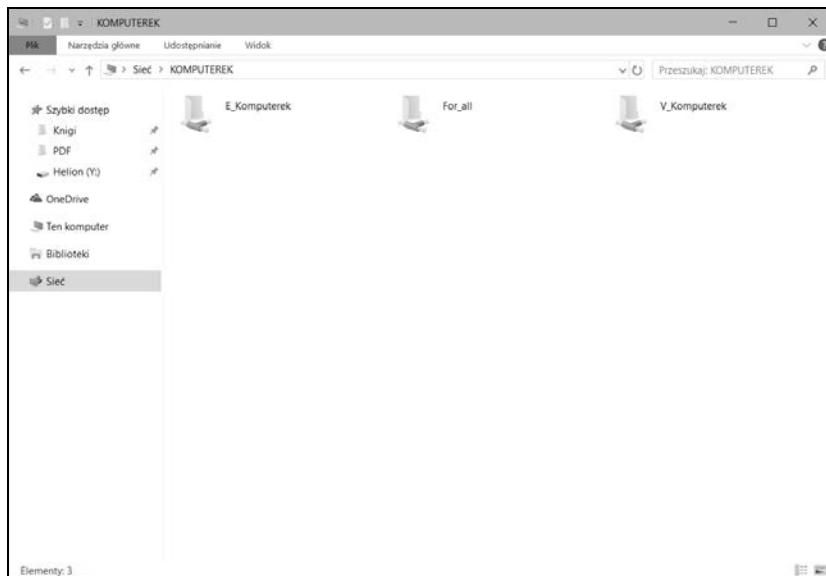 KOMPUTEREK
Plik Narzędzia główne Udostępnianie Widok
Sieć > KOMPUTEREK
Przeszukaj: KOMPUTEREK
Szybki dostęp
Knigi
PDF
Helion (Y:)
OneDrive
Ten komputer
Biblioteki
Sieć
E_Komputerek For_all V_Komputerek
Elementy: 3